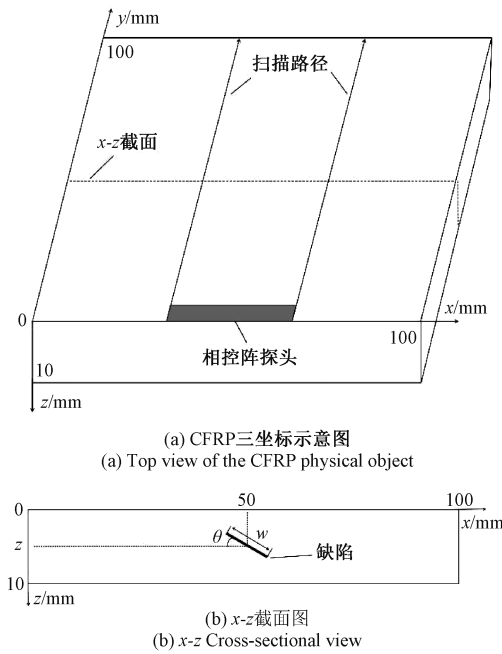 y/mm
100
扫描路径
x-z截面
0
x/mm
100
相控阵探头
10
z/mm
(a) CFRP三坐标示意图
(a) Top view of the CFRP physical object
0
50
100
x/mm
θ
w
z
缺陷
10
z/mm
(b) x-z截面图
(b) x-z Cross-sectional view